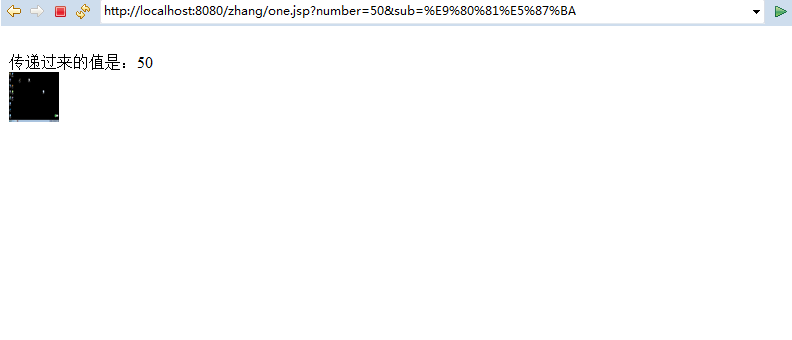 http://localhost:8080/zhang/one.jsp?number=50&sub=%E9%80%81%E5%87%BA
传递过来的值是：50